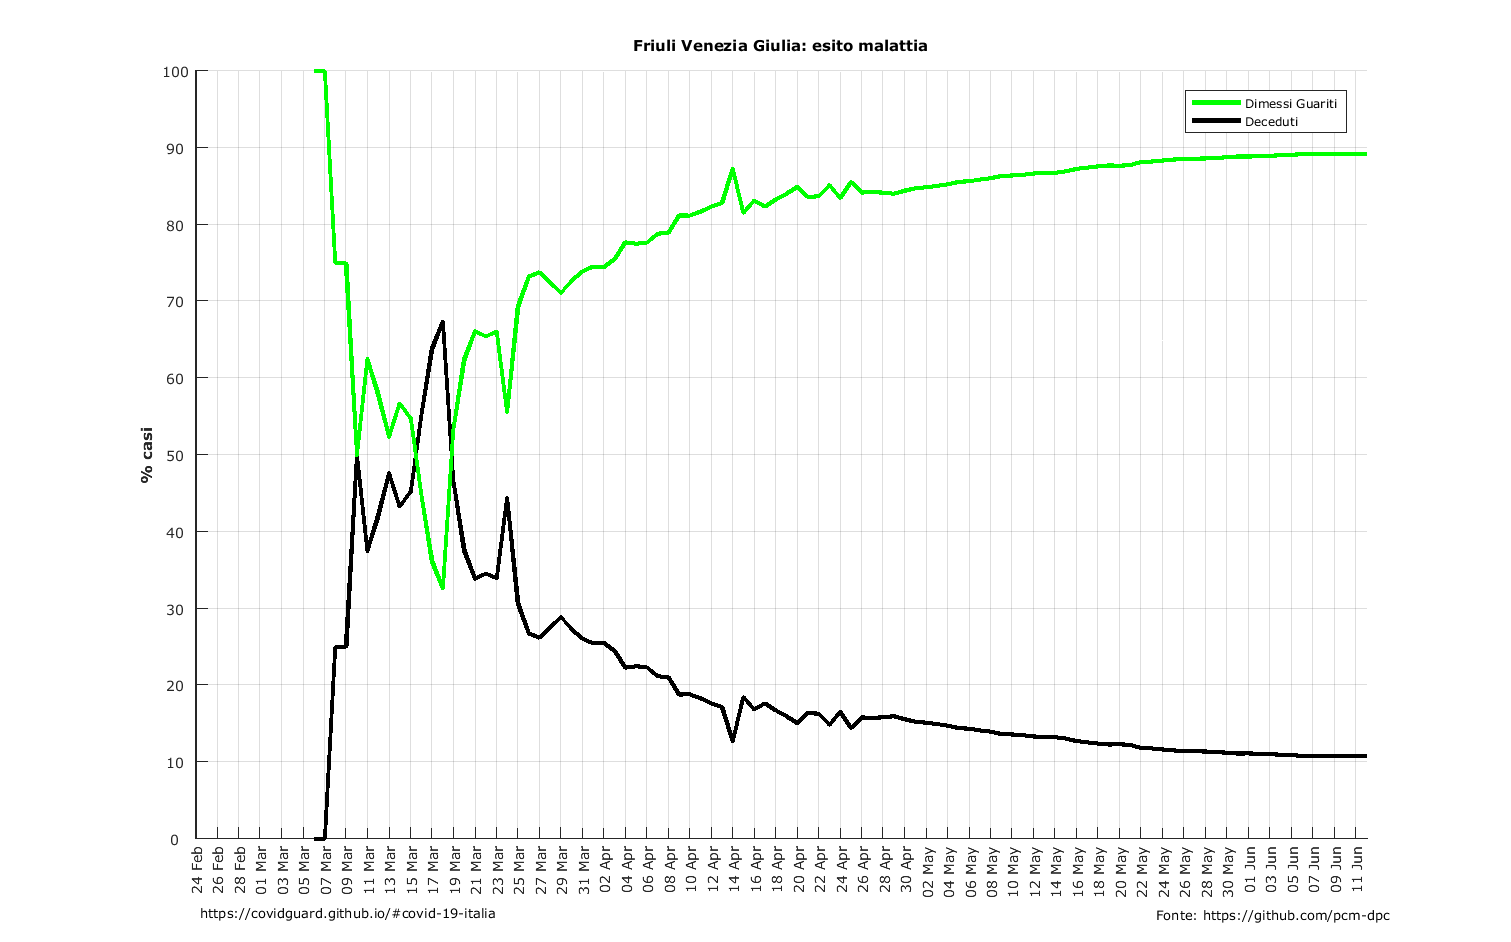 Friuli Venezia Giulia: esito malattia
Dimessi Guariti
Deceduti
% casi
100
90
80
70
60
50
40
30
20
10
0
24 Feb
26 Feb
28 Feb
01 Mar
03 Mar
05 Mar
07 Mar
09 Mar
11 Mar
13 Mar
15 Mar
17 Mar
19 Mar
21 Mar
23 Mar
25 Mar
27 Mar
29 Mar
31 Mar
02 Apr
04 Apr
06 Apr
08 Apr
10 Apr
12 Apr
14 Apr
16 Apr
18 Apr
20 Apr
22 Apr
24 Apr
26 Apr
28 Apr
30 Apr
02 May
04 May
06 May
08 May
10 May
12 May
14 May
16 May
18 May
20 May
22 May
24 May
26 May
28 May
30 May
01 Jun
03 Jun
05 Jun
07 Jun
09 Jun
11 Jun
https://covidguard.github.io/#covid-19-italia
Fonte: https://github.com/pcm-dpc